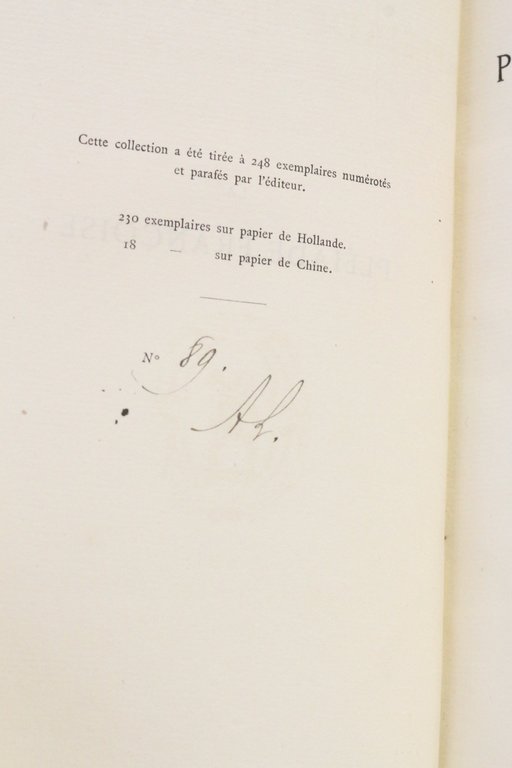 Cette collection a été tirée à 248 exemplaires numérotés
et parafés par l'éditeur.
230 exemplaires sur papier de Hollande.
18 — sur papier de Chine.
N° 89.
AL.
P